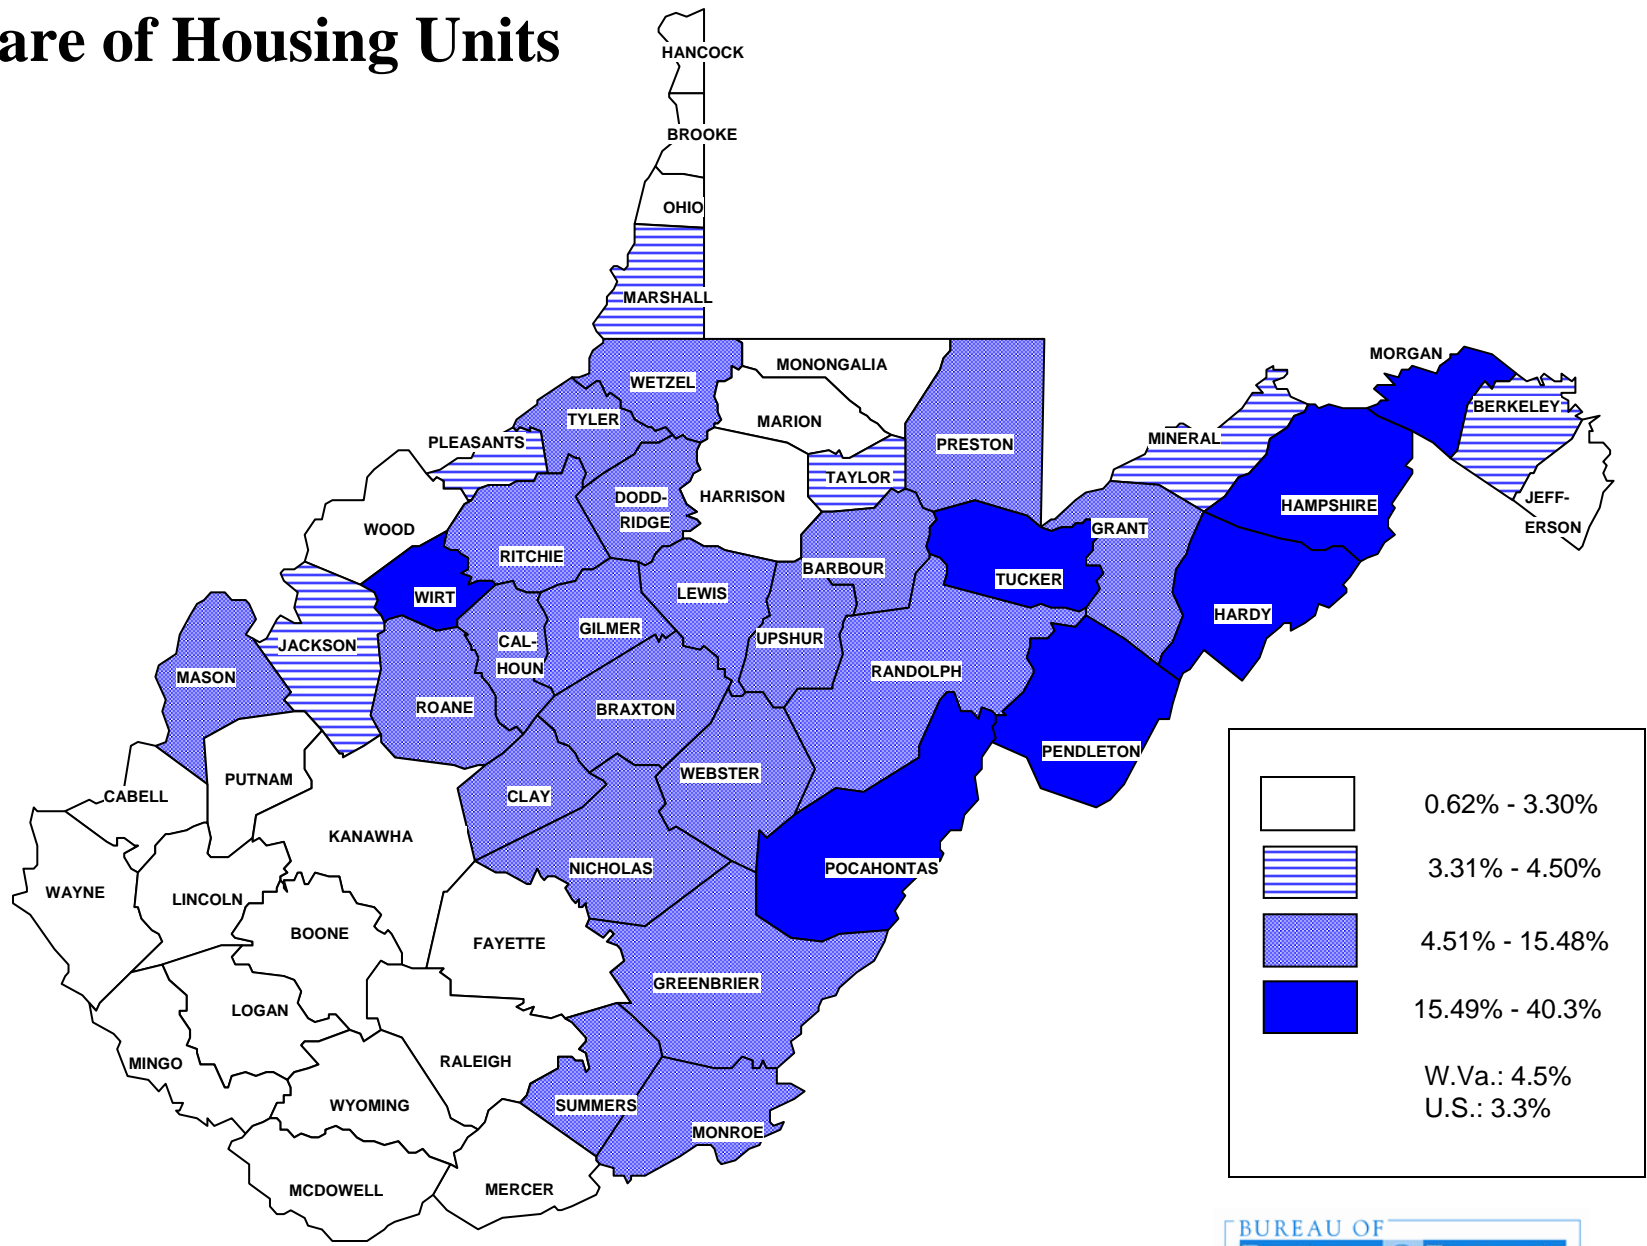 are of Housing Units
HANCOCK
BROOKE
OHIO
MARSHALL
WETZEL
MONONGALIA
MORGAN
TYLER
MARION
BERKELEY
PLEASANTS
PRESTON
MINERAL
TAYLOR
DODD-
RIDGE
HARRISON
HAMPSHIRE
JEFF-
ERSON
WOOD
GRANT
RITCHIE
BARBOUR
TUCKER
WIRT
LEWIS
HARDY
GILMER
CAL-
HOUN
UPSHUR
JACKSON
MASON
RANDOLPH
ROANE
BRAXTON
PENDLETON
PUTNAM
WEBSTER
CABELL
CLAY
KANAWHA
NICHOLAS
POCAHONTAS
WAYNE
LINCOLN
BOONE
FAYETTE
GREENBRIER
LOGAN
MINGO
RALEIGH
WYOMING
SUMMERS
MONROE
MCDOWELL
MERCER
0.62% - 3.30%
3.31% - 4.50%
4.51% - 15.48%
15.49% - 40.3%
W.Va.: 4.5%
U.S.: 3.3%
BUREAU OF